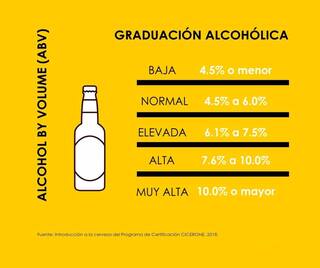 ALCOHOL BY VOLUME (ABV)
GRADUACIÓN ALCOHÓLICA
BAJA 4.5% o menor
NORMAL 4.5% a 6.0%
ELEVADA 6.1% a 7.5%
ALTA 7.6% a 10.0%
MUY ALTA 10.0% o mayor
Fuente: Introducción a la cerveza del Programa de Certificación CICERONE, 2018.